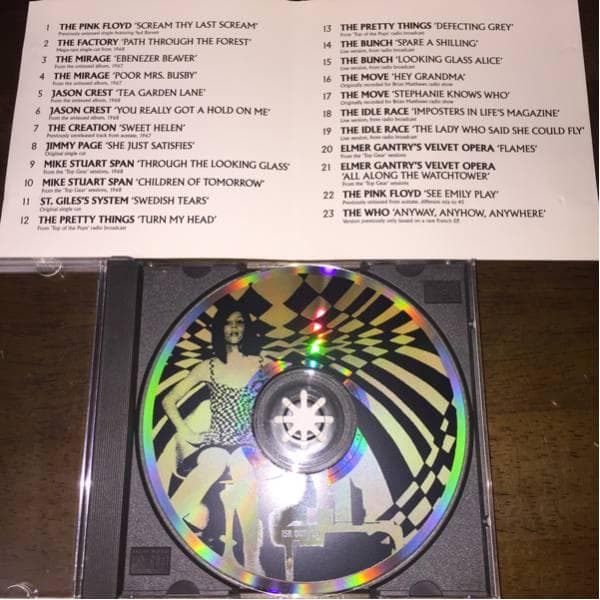 1 THE PINK FLOYD 'SCREAM THY LAST SCREAM'
Previously unissued single featuring Syd Barrett
2 THE FACTORY 'PATH THROUGH THE FOREST'
Mega-rare single cut from 1968
3 THE MIRAGE 'EBENEZER BEAVER'
From the unissued album, 1967
4 THE MIRAGE 'POOR MRS. BUSBY'
From the unissued album, 1967
5 JASON CREST 'TEA GARDEN LANE'
From the unissued 1968
6 JASON CREST 'YOU REALLY GOT A HOLD ON ME'
From the unissued album, 1968
7 THE CREATION 'SWEET HELEN'
Previously unreleased track from acetate, 1967
8 JIMMY PAGE 'SHE JUST SATISFIES'
Original single cut
9 MIKE STUART SPAN 'THROUGH THE LOOKING GLASS'
From the 'Top Gear' sessions, 1968
10 MIKE STUART SPAN 'CHILDREN OF TOMORROW'
From the 'Top Gear' sessions, 1968
11 ST. GILES'S SYSTEM 'SWEDISH TEARS'
Original single cut
12 THE PRETTY THINGS 'TURN MY HEAD'
From 'Top of the Pops' radio broadcast
13 THE PRETTY THINGS 'DEFECTING GREY'
From 'Top of the Pops' radio broadcast
14 THE BUNCH 'SPARE A SHILLING'
Live version, from radio broadcast
15 THE BUNCH 'LOOKING GLASS ALICE'
Live version, from radio broadcast
16 THE MOVE 'HEY GRANDMA'
Originally recorded for Brian Matthews radio show
17 THE MOVE 'STEPHANIE KNOWS WHO'
Originally recorded for Brian Matthews radio show
18 THE IDLE RACE 'IMPOSTERS IN LIFE'S MAGAZINE'
Live version, from radio broadcast
19 THE IDLE RACE 'THE LADY WHO SAID SHE COULD FLY'
Live version, from radio broadcast
20 ELMER GANTRY'S VELVET OPERA 'FLAMES'
From the 'Top Gear' sessions
21 ELMER GANTRY'S VELVET OPERA
'ALL ALONG THE WATCHTOWER'
From the 'Top Gear' sessions
22 THE PINK FLOYD 'SEE EMILY PLAY'
Previously unissued from acetate, different mix to 45
23 THE WHO 'ANYWAY, ANYHOW, ANYWHERE'
Version previously only issued on a rare French EP.